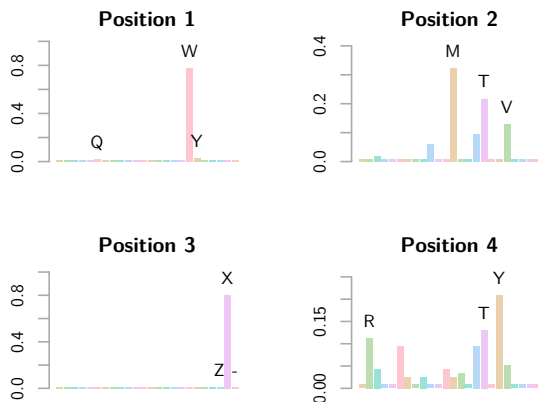 Position 1
0.0 0.4 0.8
Q W Y
Position 2
0.0 0.2 0.4
M T V
Position 3
0.0 0.4 0.8
X Z -
Position 4
0.00 0.15
R T Y